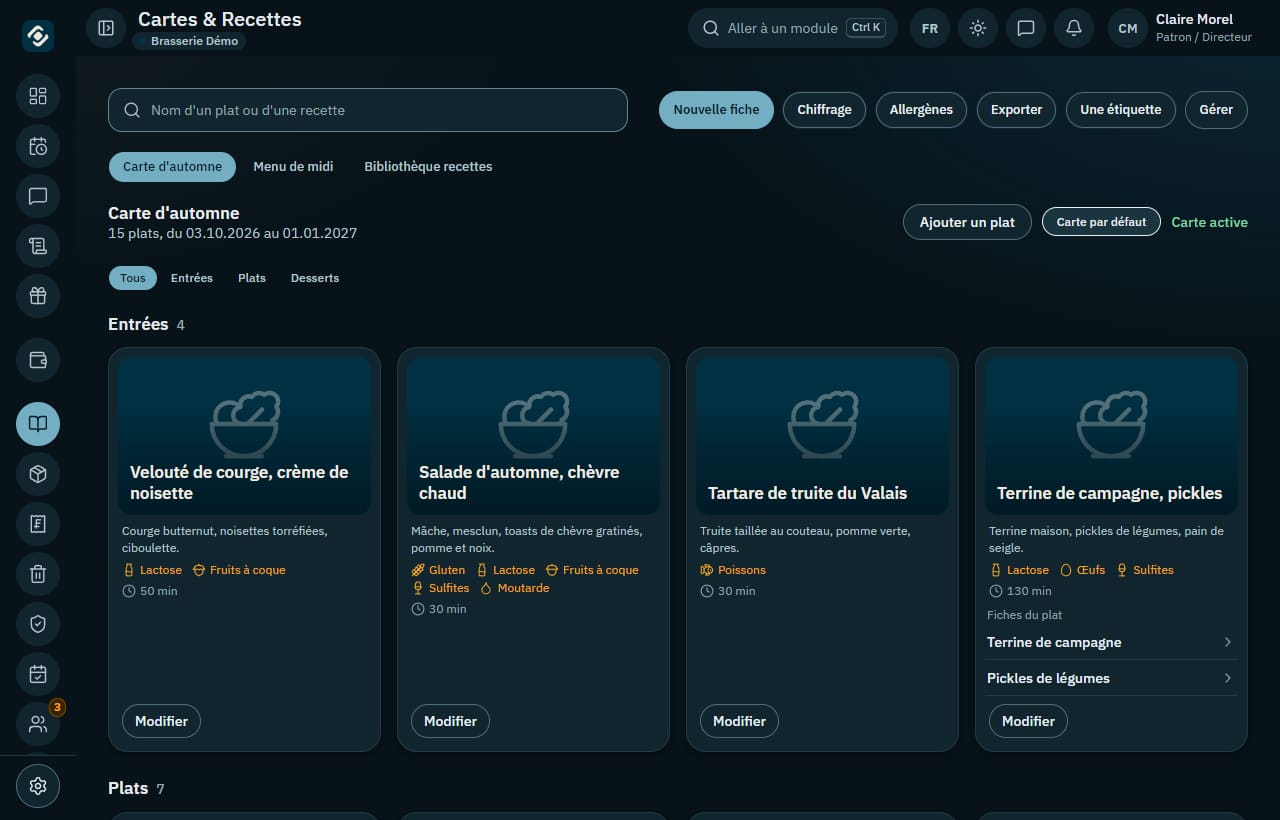 Cartes & Recettes
Brasserie Démo
Aller à un module
Ctrl K
FR
CM
Claire Morel
Patron / Directeur
Nom d'un plat ou d'une recette
Nouvelle fiche
Chiffrage
Allergènes
Exporter
Une étiquette
Gérer
Carte d'automne
Menu de midi
Bibliothèque recettes
Carte d'automne
15 plats, du 03.10.2026 au 01.01.2027
Ajouter un plat
Carte par défaut
Carte active
Tous
Entrées
Plats
Desserts
Entrées 4
Velouté de courge, crème de
noisette
Courge butternut, noisettes torréfiées,
ciboulette.
Lactose
Fruits à coque
50 min
Modifier
Salade d'automne, chèvre
chaud
Mâche, mesclun, toasts de chèvre gratinés,
pomme et noix.
Gluten
Lactose
Fruits à coque
Sulfites
Moutarde
30 min
Modifier
Tartare de truite du Valais
Truite taillée au couteau, pomme verte,
câpres.
Poissons
30 min
Modifier
Terrine de campagne, pickles
Terrine maison, pickles de légumes, pain de
seigle.
Lactose
Œufs
Sulfites
130 min
Fiches du plat
Terrine de campagne
Pickles de légumes
Modifier
3
Plats 7